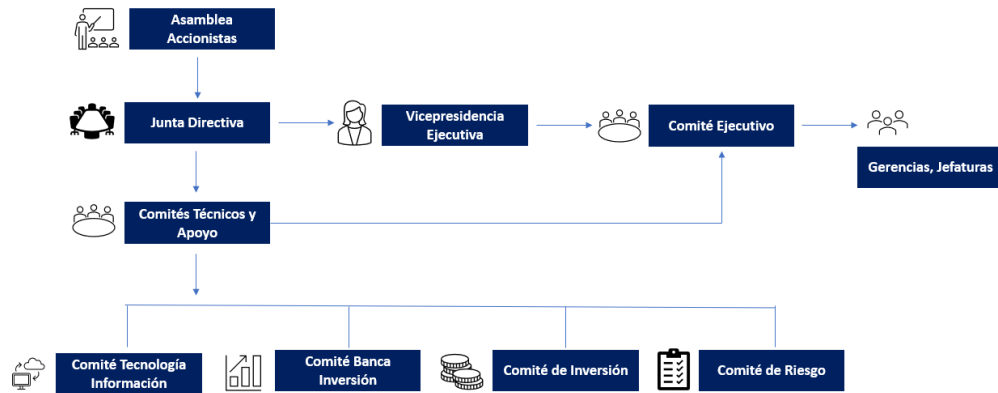 Asamblea
Accionistas
Junta Directiva
Vicepresidencia
Ejecutiva
Comité Ejecutivo
Gerencias, Jefaturas
Comités Técnicos y
Apoyo
Comité Tecnología
Información
Comité Banca
Inversión
Comité de Inversión
Comité de Riesgo